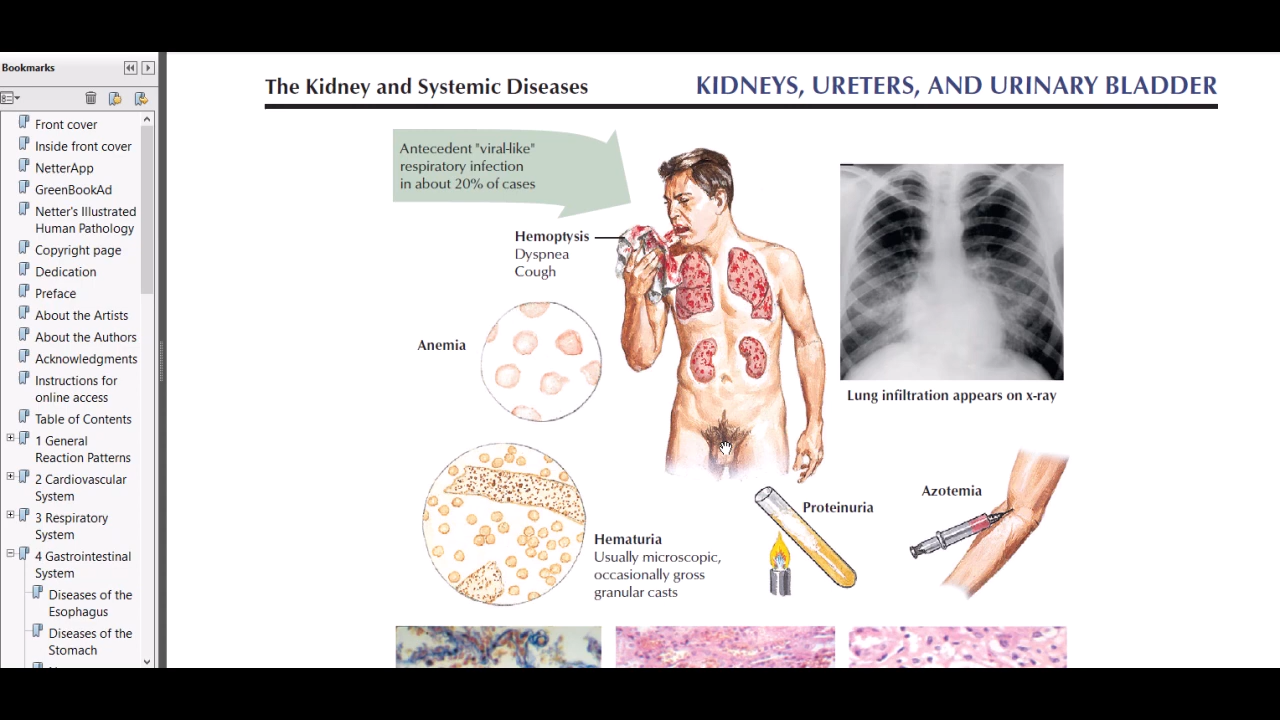 Bookmarks
Front cover
Inside front cover
NetterApp
GreenBookAd
Netter's Illustrated
Human Pathology
Copyright page
Dedication
Preface
About the Artists
About the Authors
Acknowledgments
Instructions for
online access
Table of Contents
1 General
Reaction Patterns
2 Cardiovascular
System
3 Respiratory
System
4 Gastrointestinal
System
Diseases of the
Esophagus
Diseases of the
Stomach
The Kidney and Systemic Diseases
KIDNEYS, URETERS, AND URINARY BLADDER
Antecedent "viral-like"
respiratory infection
in about 20% of cases
Hemoptysis
Dyspnea
Cough
Anemia
Lung infiltration appears on x-ray
Azotemia
Proteinuria
Hematuria
Usually microscopic,
occasionally gross
granular casts